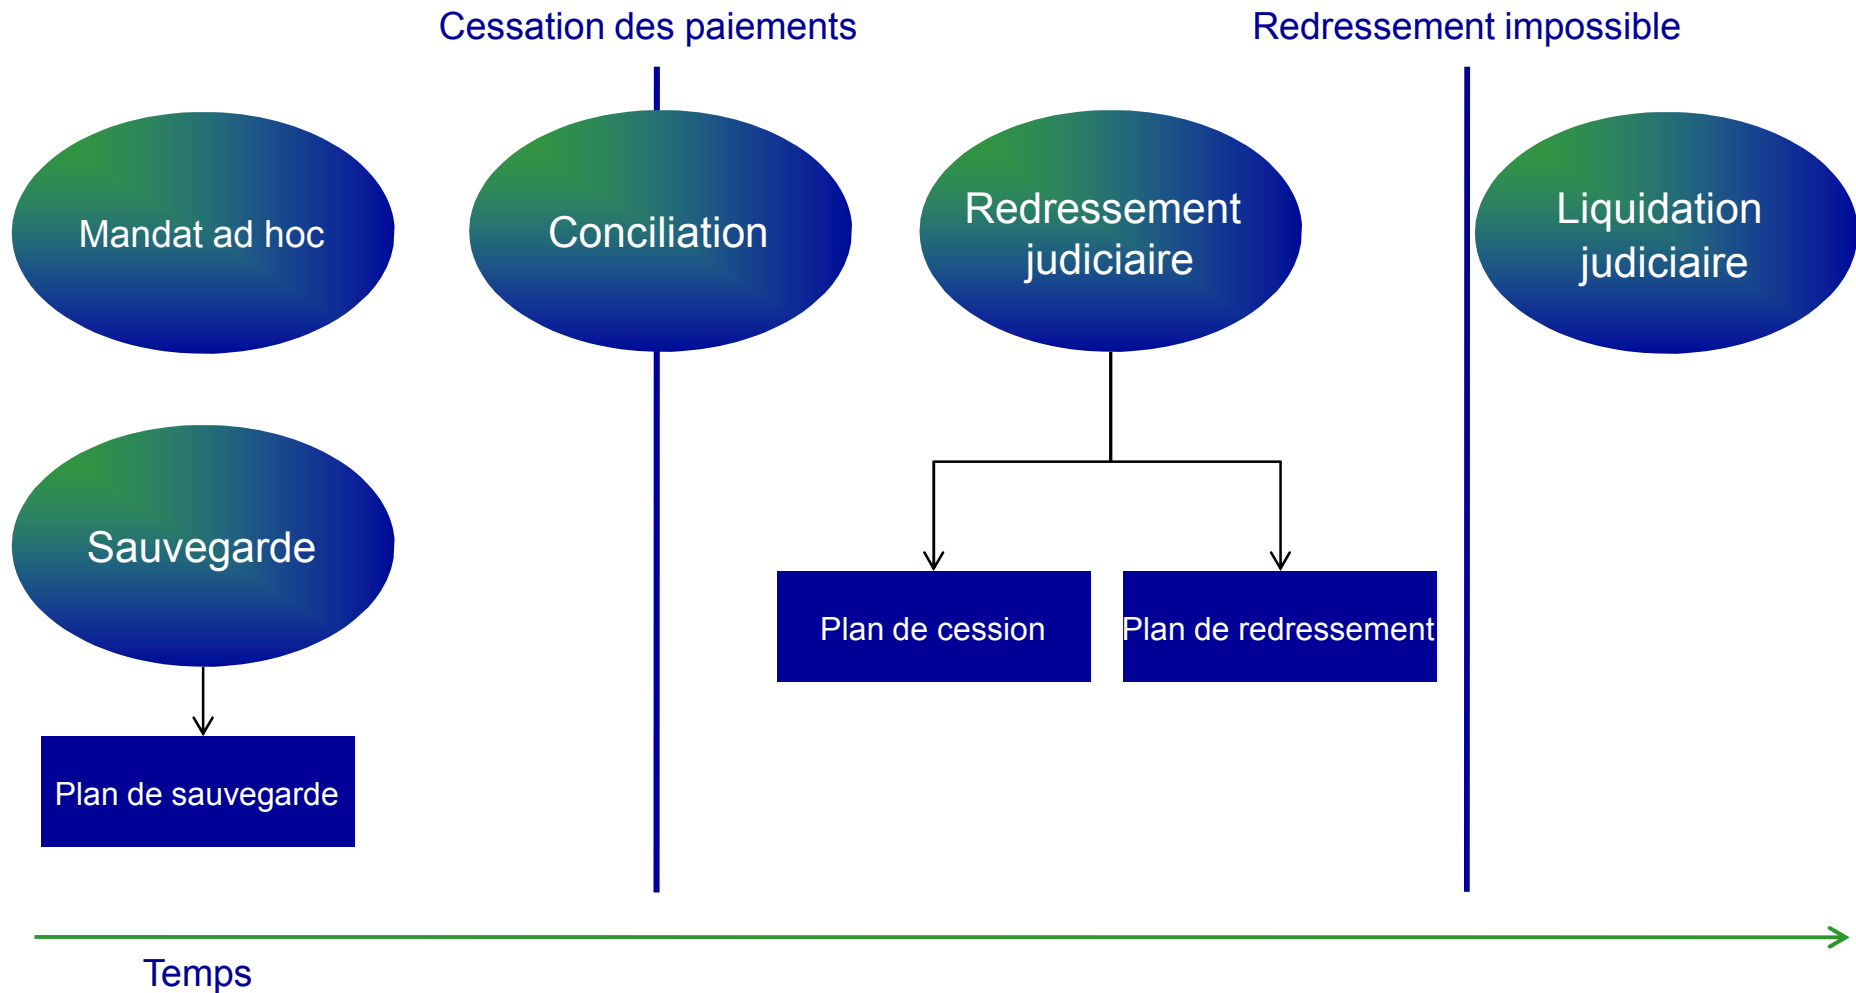 Cessation des paiements
Redressement impossible
Mandat ad hoc
Conciliation
Redressement
judiciaire
Liquidation
judiciaire
Sauvegarde
Plan de cession
Plan de redressement
Plan de sauvegarde
Temps